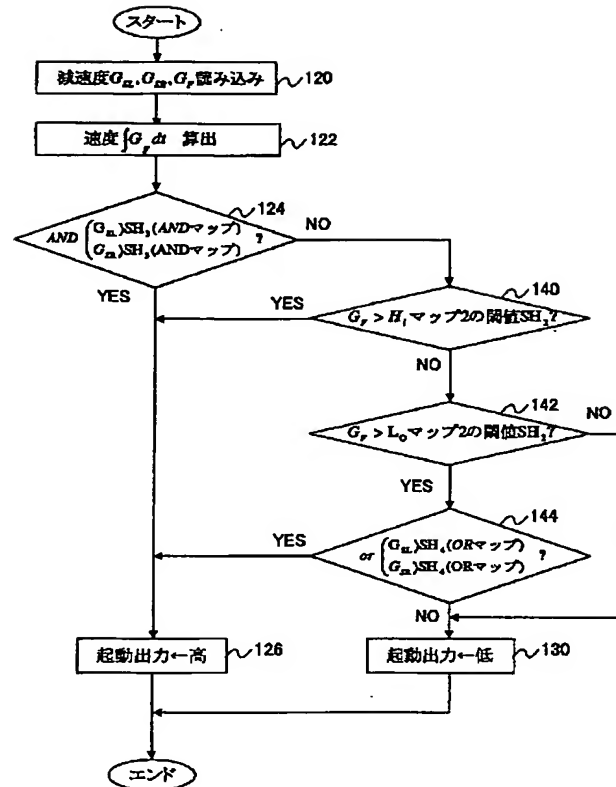 スタート
減速度G_SL,G_SR,G_F読み込み 120
速度∫G_F dt 算出 122
124
AND (G_SL)SH_3(ANDマップ) ?
G_SR)SH_3(ANDマップ)
NO
YES
140
YES
G_F > H_iマップ2の閾値SH_2?
NO
142
NO
G_F > L_Oマップ2の閾値SH_2?
YES
144
YES
or (G_SL)SH_4(ORマップ) ?
G_SR)SH_4(ORマップ)
NO
起動出力←高 126
起動出力←低 130
エンド